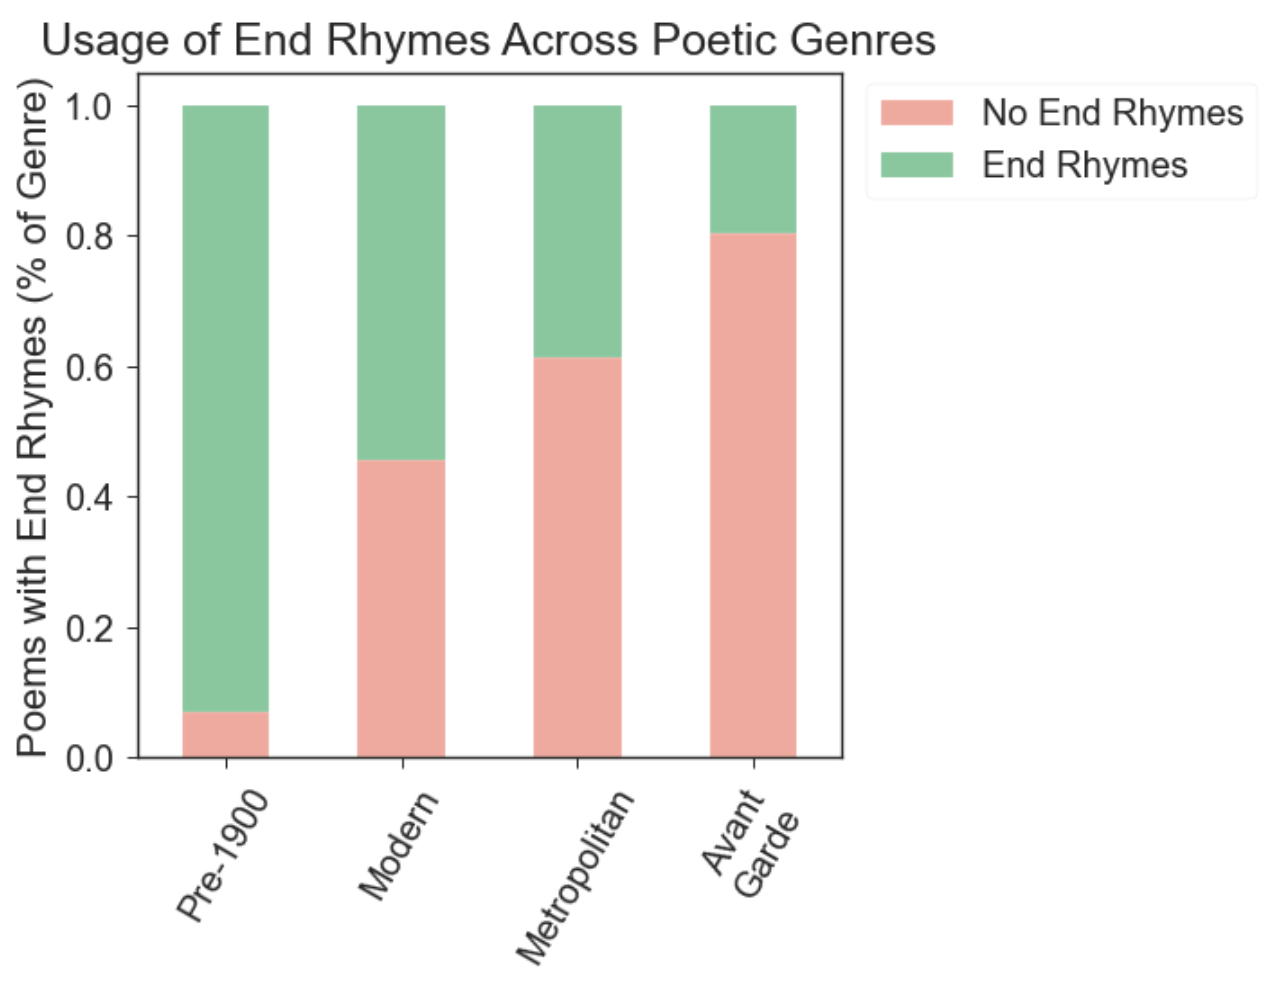 Usage of End Rhymes Across Poetic Genres
Poems with End Rhymes (% of Genre)
1.0
0.8
0.6
0.4
0.2
0.0
Pre-1900
Modern
Metropolitan
Avant
Garde
No End Rhymes
End Rhymes